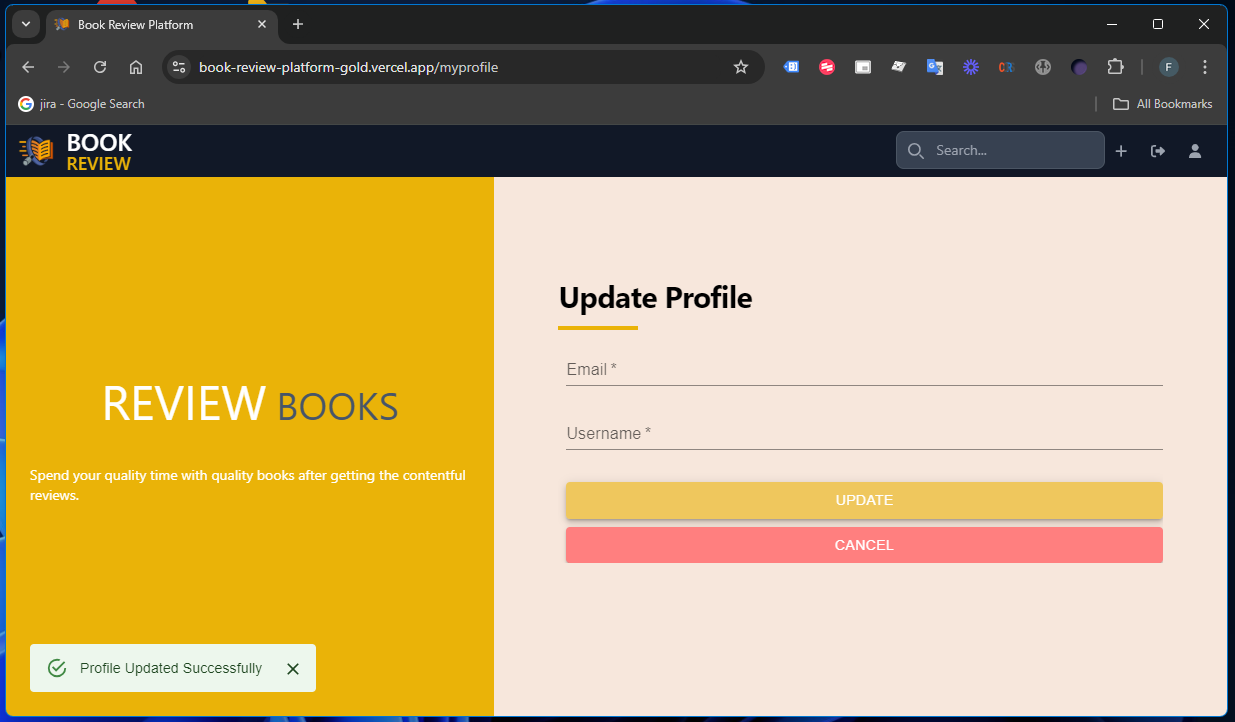 Book Review Platform
book-review-platform-gold.vercel.app/myprofile
F
jira - Google Search
All Bookmarks
BOOK
REVIEW
Search...
REVIEW BOOKS
Spend your quality time with quality books after getting the contentful
reviews.
Update Profile
Email *
Username *
UPDATE
CANCEL
Profile Updated Successfully